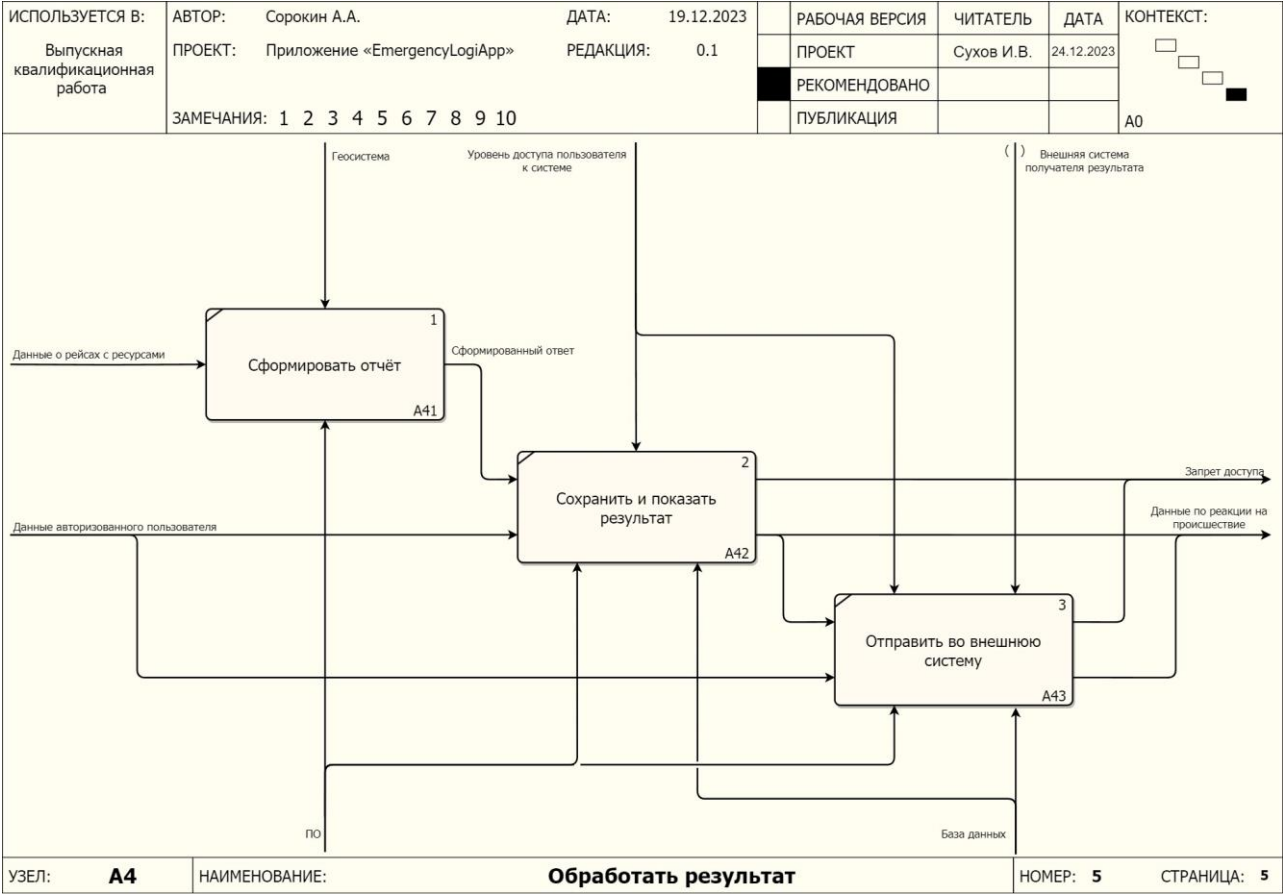 ИСПОЛЬЗУЕТСЯ В:
Выпускная
квалификационная
работа
АВТОР: Сорокин А.А. ДАТА: 19.12.2023
ПРОЕКТ: Приложение «EmergencyLogiApp» РЕДАКЦИЯ: 0.1
ЗАМЕЧАНИЯ: 1 2 3 4 5 6 7 8 9 10
РАБОЧАЯ ВЕРСИЯ ЧИТАТЕЛЬ ДАТА
ПРОЕКТ Сухов И.В. 24.12.2023
РЕКОМЕНДОВАНО
ПУБЛИКАЦИЯ
КОНТЕКСТ:
A0
Геосистема
Уровень доступа пользователя
к системе
( ) Внешняя система
получателя результата
Данные о рейсах с ресурсами
1
Сформировать отчёт
A41
Сформированный ответ
2
Сохранить и показать
результат
A42
Запрет доступа
Данные авторизованного пользователя
Данные по реакции на
происшествие
3
Отправить во внешнюю
систему
A43
ПО
База данных
УЗЕЛ: A4 НАИМЕНОВАНИЕ: Обработать результат НОМЕР: 5 СТРАНИЦА: 5